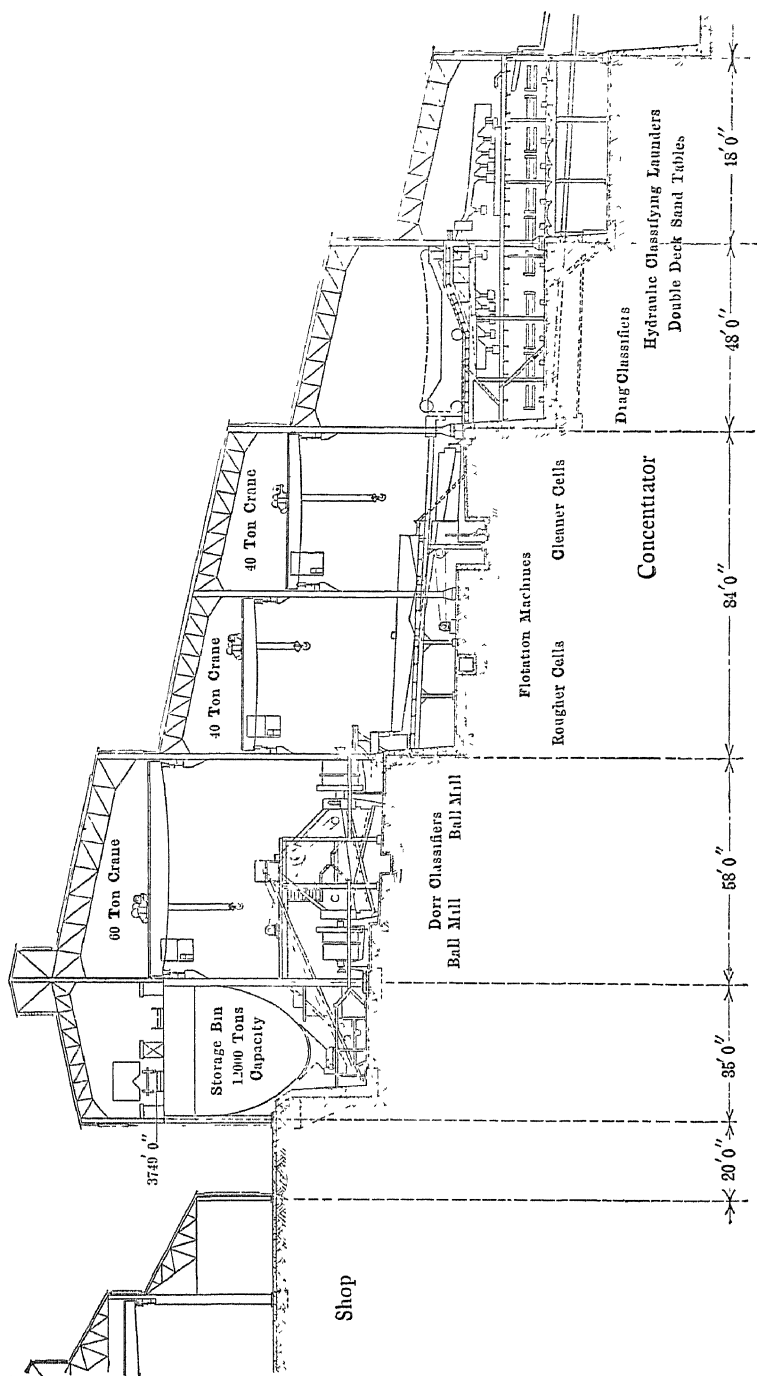 Shop
3749'0"
Storage Bin
12000 Tons
Capacity
60 Ton Crane
40 Ton Crane
40 Ton Crane
Dorr Classifiers
Ball Mill
Ball Mill
Flotation Machines
Rougher Cells
Cleaner Cells
Concentrator
Diag Classifiers
Hydraulic Classifying Launders
Double Deck Sand Tables
20'0"
35'0"
58'0"
84'0"
48'0"
48'0"